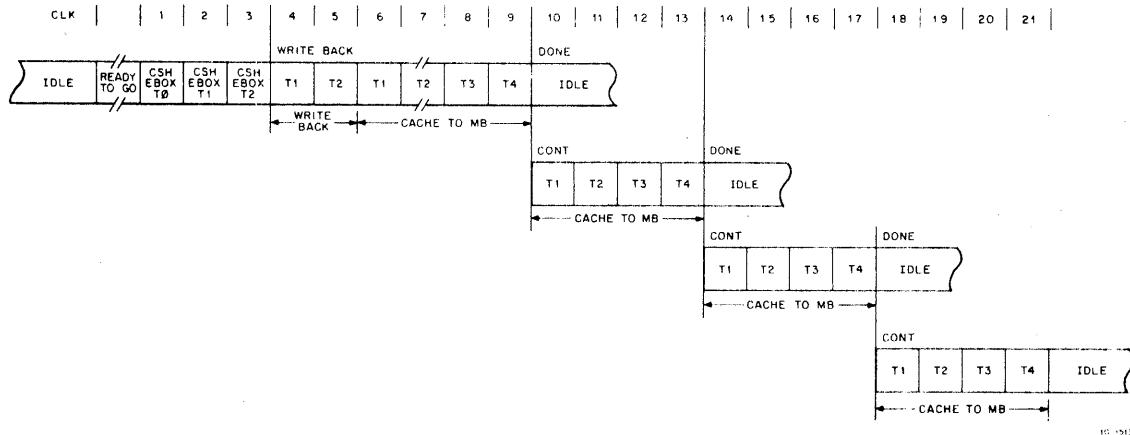 CLK 1 2 3 4 5 6 7 8 9 10 11 12 13 14 15 16 17 18 19 20 21
WRITE BACK DONE
IDLE READY TO GO CSH EBOX TØ CSH EBOX T1 CSH EBOX T2 T1 T2 T1 T2 T3 T4 IDLE
WRITE BACK CACHE TO MB
CONT DONE
T1 T2 T3 T4 IDLE
CACHE TO MB
CONT DONE
T1 T2 T3 T4 IDLE
CACHE TO MB
CONT
T1 T2 T3 T4 IDLE
CACHE TO MB